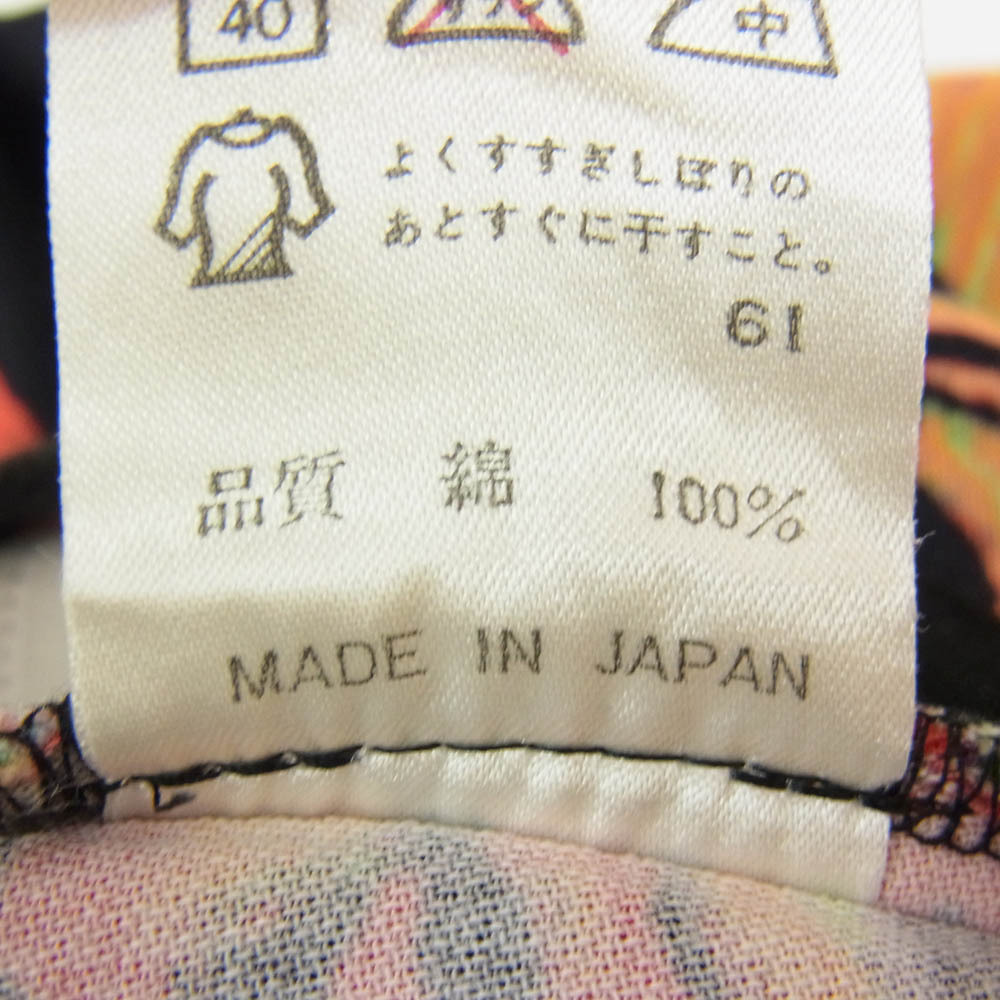 40
中
よくすすぎしぼりの
あとすぐに干すこと。
61
品質 綿 100%
MADE IN JAPAN